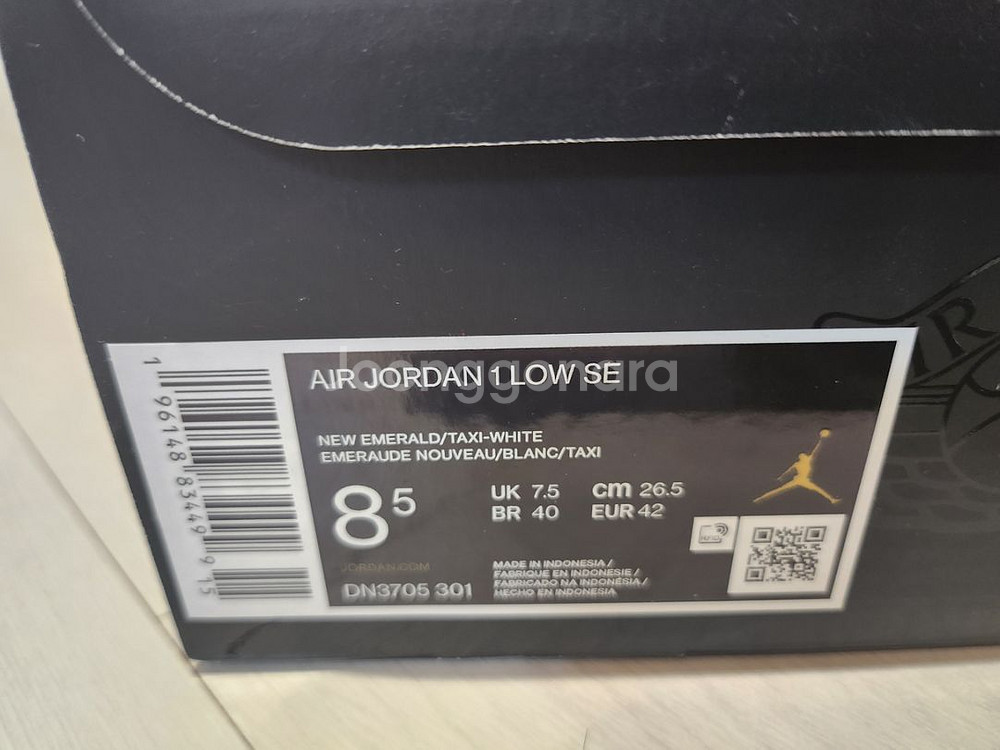 AIR JORDAN 1 LOW SE
joonggonara
NEW EMERALD/TAXI-WHITE
EMERAUDE NOUVEAU/BLANC/TAXI
8 5
UK 7.5 cm 26.5
BR 40 EUR 42
JORDAN.COM
DN3705 301
MADE IN INDONESIA /
FABRIQUE EN INDONESIE /
FABRICADO NA INDONÉSIA /
HECHO EN INDONESIA
1 96148 83449 9 15
AIR